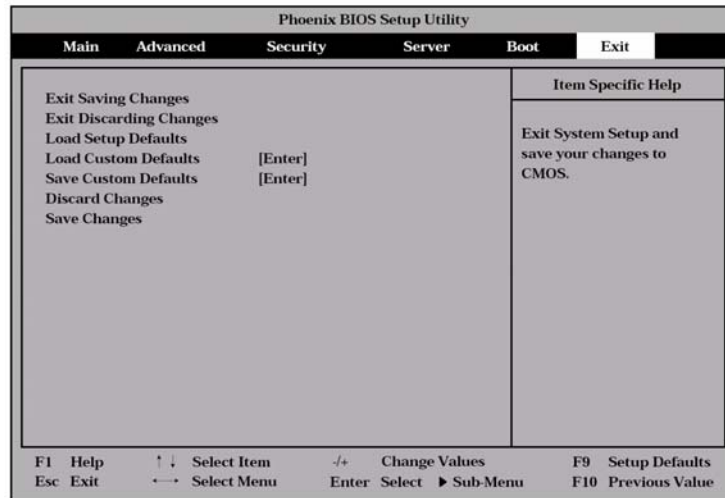 Phoenix BIOS Setup Utility
Main Advanced Security Server Boot Exit
Exit Saving Changes
Exit Discarding Changes
Load Setup Defaults
Load Custom Defaults [Enter]
Save Custom Defaults [Enter]
Discard Changes
Save Changes
Item Specific Help
Exit System Setup and
save your changes to
CMOS.
F1 Help ↑ ↓ Select Item -/+ Change Values F9 Setup Defaults
Esc Exit ←→ Select Menu Enter Select ▶ Sub-Menu F10 Previous Value